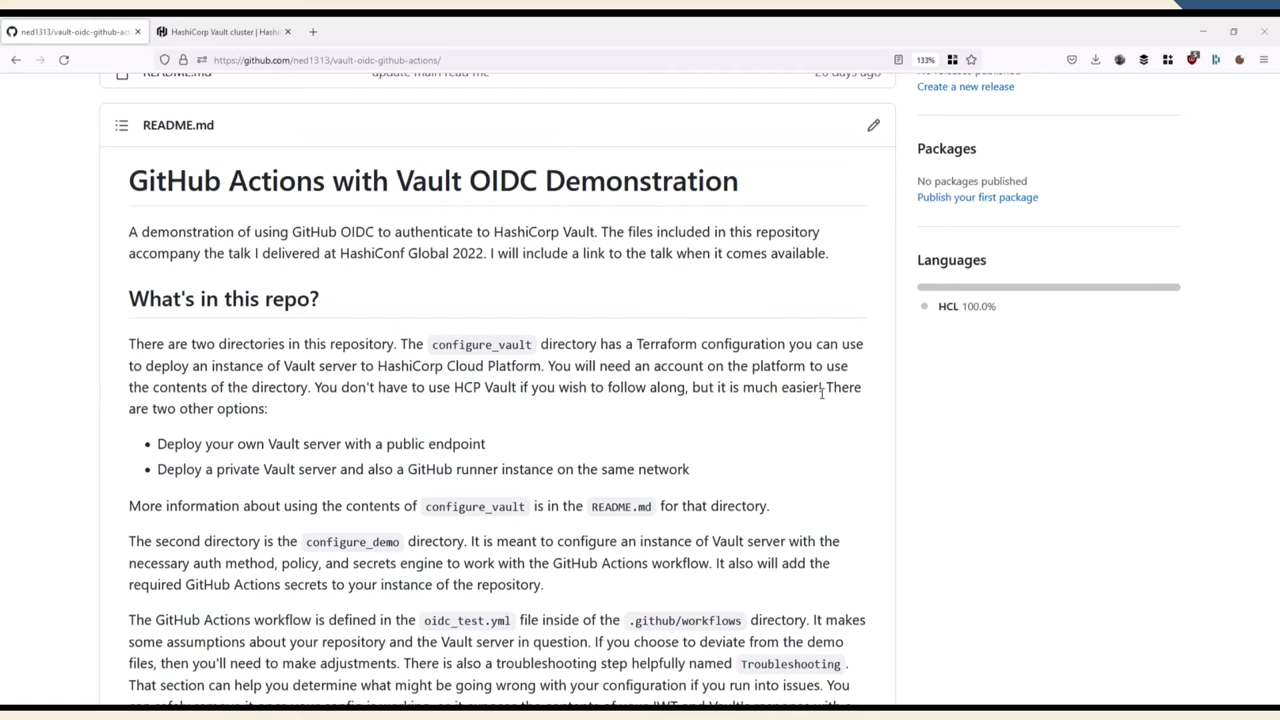 ned1313/vault-oidc-github-act
HashiCorp Vault cluster | Hashi
https://github.com/ned1313/vault-oidc-github-actions/
133%
README.md
update main read me
26 days ago
No releases published
Create a new release
README.md
Packages
No packages published
Publish your first package
GitHub Actions with Vault OIDC Demonstration
A demonstration of using GitHub OIDC to authenticate to HashiCorp Vault. The files included in this repository
accompany the talk I delivered at HashiConf Global 2022. I will include a link to the talk when it comes available.
Languages
HCL 100.0%
What's in this repo?
There are two directories in this repository. The configure_vault directory has a Terraform configuration you can use
to deploy an instance of Vault server to HashiCorp Cloud Platform. You will need an account on the platform to use
the contents of the directory. You don't have to use HCP Vault if you wish to follow along, but it is much easier! There
are two other options:
• Deploy your own Vault server with a public endpoint
• Deploy a private Vault server and also a GitHub runner instance on the same network
More information about using the contents of configure_vault is in the README.md for that directory.
The second directory is the configure_demo directory. It is meant to configure an instance of Vault server with the
necessary auth method, policy, and secrets engine to work with the GitHub Actions workflow. It also will add the
required GitHub Actions secrets to your instance of the repository.
The GitHub Actions workflow is defined in the oidc_test.yml file inside of the .github/workflows directory. It makes
some assumptions about your repository and the Vault server in question. If you choose to deviate from the demo
files, then you'll need to make adjustments. There is also a troubleshooting step helpfully named Troubleshooting.
That section can help you determine what might be going wrong with your configuration if you run into issues. You